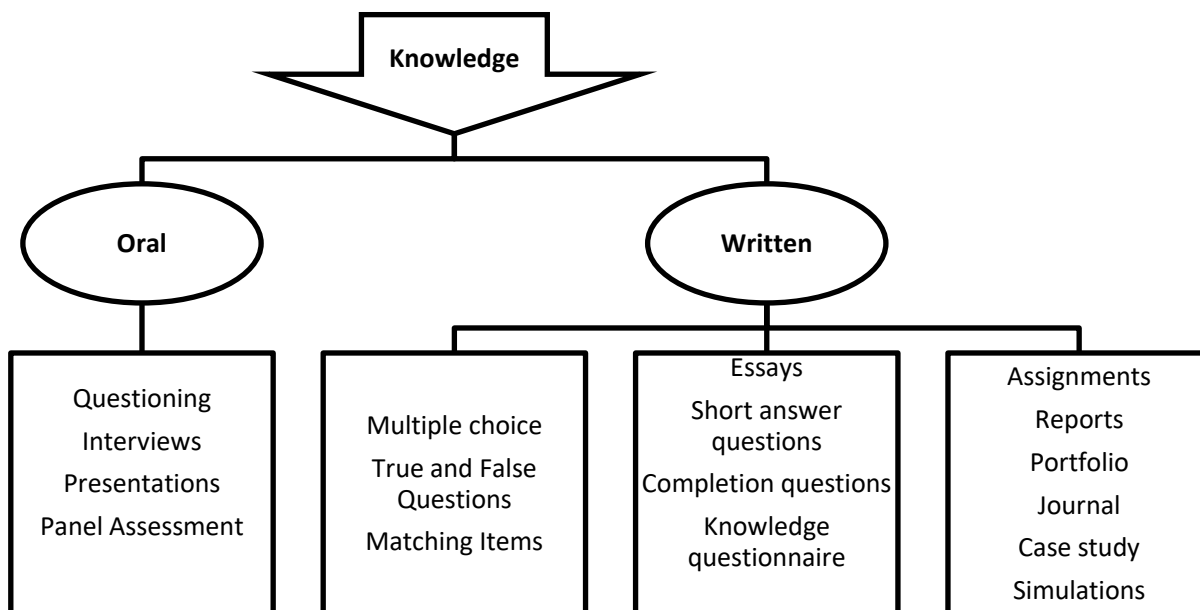 Knowledge
Oral
Written
Questioning
Interviews
Presentations
Panel Assessment
Multiple choice
True and False
Questions
Matching Items
Essays
Short answer
questions
Completion questions
Knowledge
questionnaire
Assignments
Reports
Portfolio
Journal
Case study
Simulations